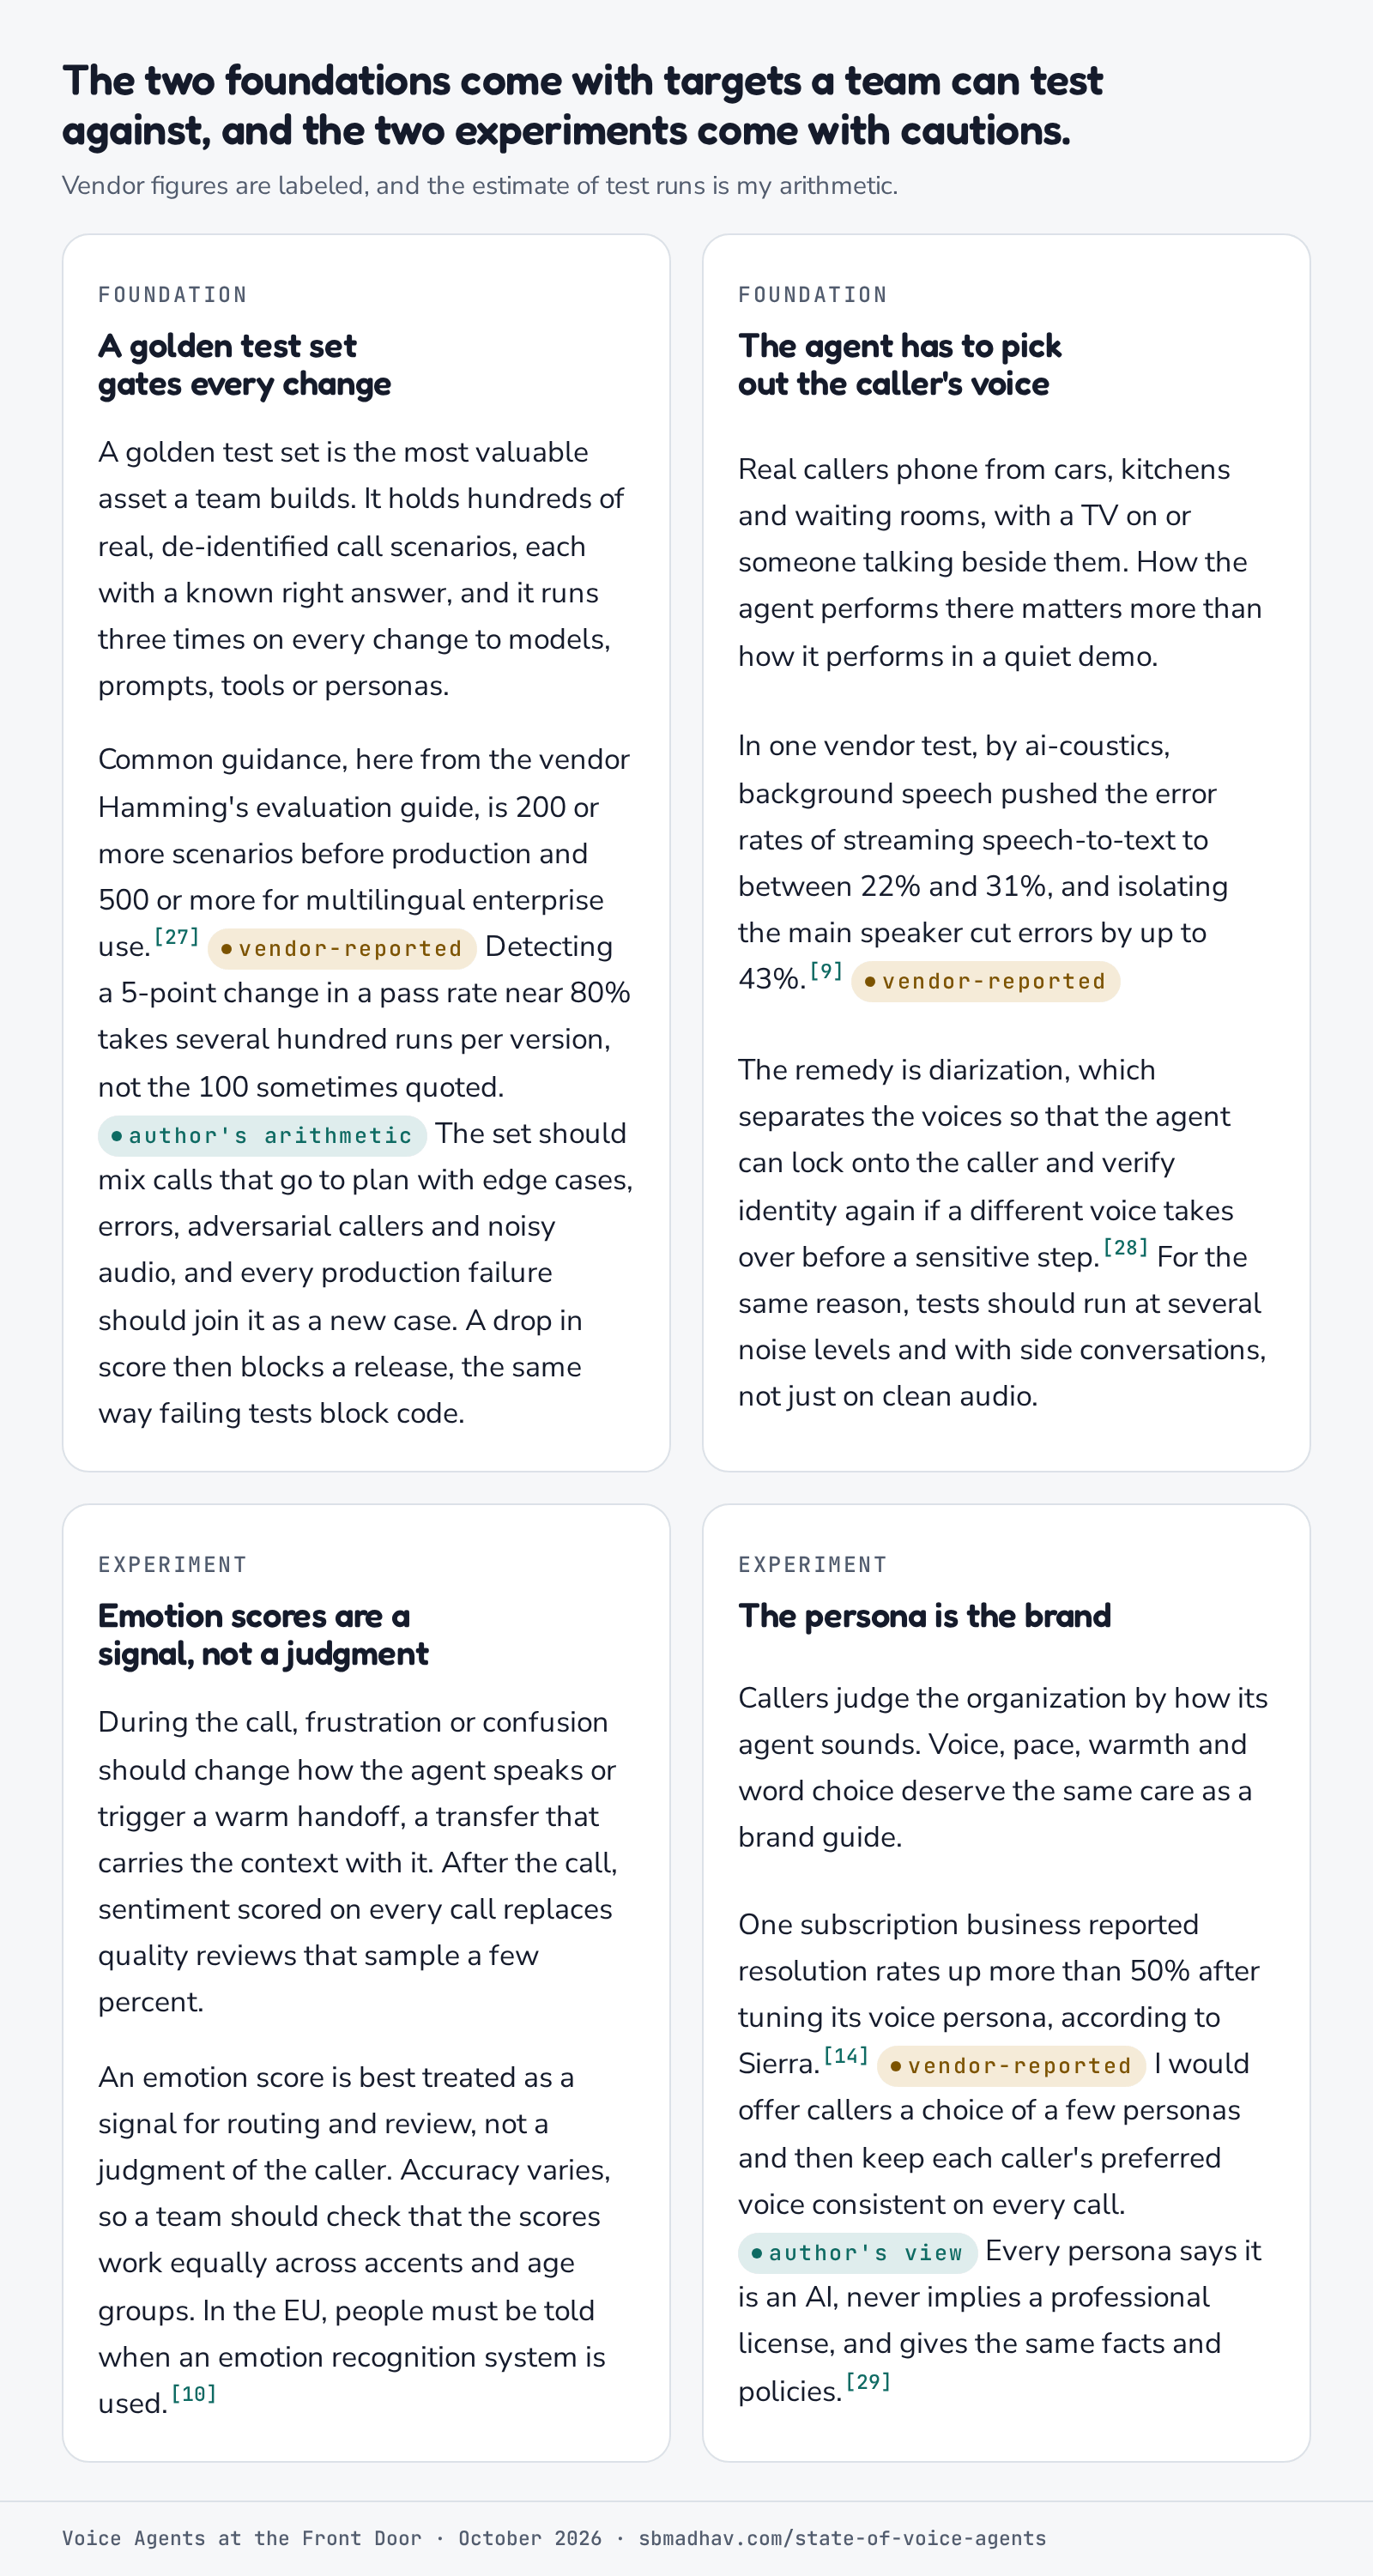 The two foundations come with targets a team can test
against, and the two experiments come with cautions.
Vendor figures are labeled, and the estimate of test runs is my arithmetic.
FOUNDATION
A golden test set
gates every change
A golden test set is the most valuable
asset a team builds. It holds hundreds of
real, de-identified call scenarios, each
with a known right answer, and it runs
three times on every change to models,
prompts, tools or personas.
Common guidance, here from the vendor
Hamming's evaluation guide, is 200 or
more scenarios before production and
500 or more for multilingual enterprise
use.[27] • vendor-reported Detecting
a 5-point change in a pass rate near 80%
takes several hundred runs per version,
not the 100 sometimes quoted.
• author's arithmetic The set should
mix calls that go to plan with edge cases,
errors, adversarial callers and noisy
audio, and every production failure
should join it as a new case. A drop in
score then blocks a release, the same
way failing tests block code.
FOUNDATION
The agent has to pick
out the caller's voice
Real callers phone from cars, kitchens
and waiting rooms, with a TV on or
someone talking beside them. How the
agent performs there matters more than
how it performs in a quiet demo.
In one vendor test, by ai-coustics,
background speech pushed the error
rates of streaming speech-to-text to
between 22% and 31%, and isolating
the main speaker cut errors by up to
43%.[9] • vendor-reported
The remedy is diarization, which
separates the voices so that the agent
can lock onto the caller and verify
identity again if a different voice takes
over before a sensitive step.[28] For the
same reason, tests should run at several
noise levels and with side conversations,
not just on clean audio.
EXPERIMENT
Emotion scores are a
signal, not a judgment
During the call, frustration or confusion
should change how the agent speaks or
trigger a warm handoff, a transfer that
carries the context with it. After the call,
sentiment scored on every call replaces
quality reviews that sample a few
percent.
An emotion score is best treated as a
signal for routing and review, not a
judgment of the caller. Accuracy varies,
so a team should check that the scores
work equally across accents and age
groups. In the EU, people must be told
when an emotion recognition system is
used.[10]
EXPERIMENT
The persona is the brand
Callers judge the organization by how its
agent sounds. Voice, pace, warmth and
word choice deserve the same care as a
brand guide.
One subscription business reported
resolution rates up more than 50% after
tuning its voice persona, according to
Sierra.[14] • vendor-reported I would
offer callers a choice of a few personas
and then keep each caller's preferred
voice consistent on every call.
• author's view Every persona says it
is an AI, never implies a professional
license, and gives the same facts and
policies.[29]
Voice Agents at the Front Door · October 2026 · sbmadhav.com/state-of-voice-agents